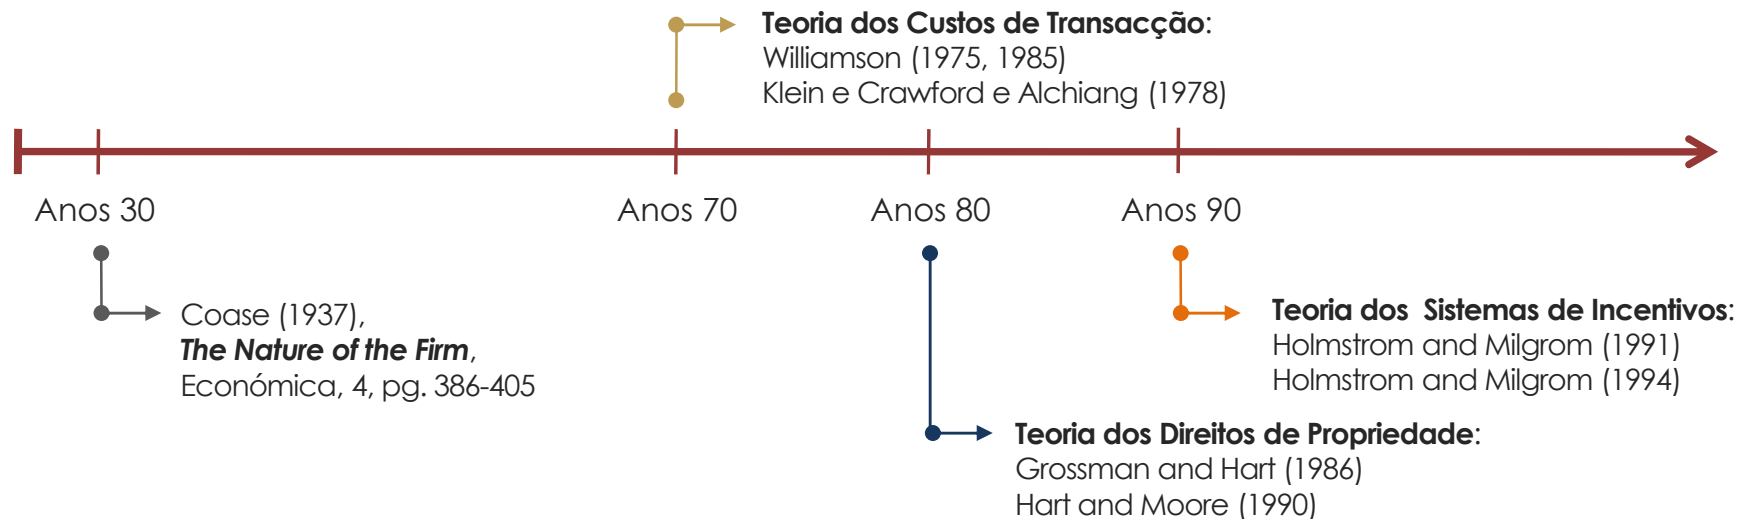 Teoria dos Custos de Transacção:
Williamson (1975, 1985)
Klein e Crawford e Alchiang (1978)
Anos 30
Anos 70
Anos 80
Anos 90
Coase (1937),
The Nature of the Firm,
Económica, 4, pg. 386-405
Teoria dos Sistemas de Incentivos:
Holmstrom and Milgrom (1991)
Holmstrom and Milgrom (1994)
Teoria dos Direitos de Propriedade:
Grossman and Hart (1986)
Hart and Moore (1990)